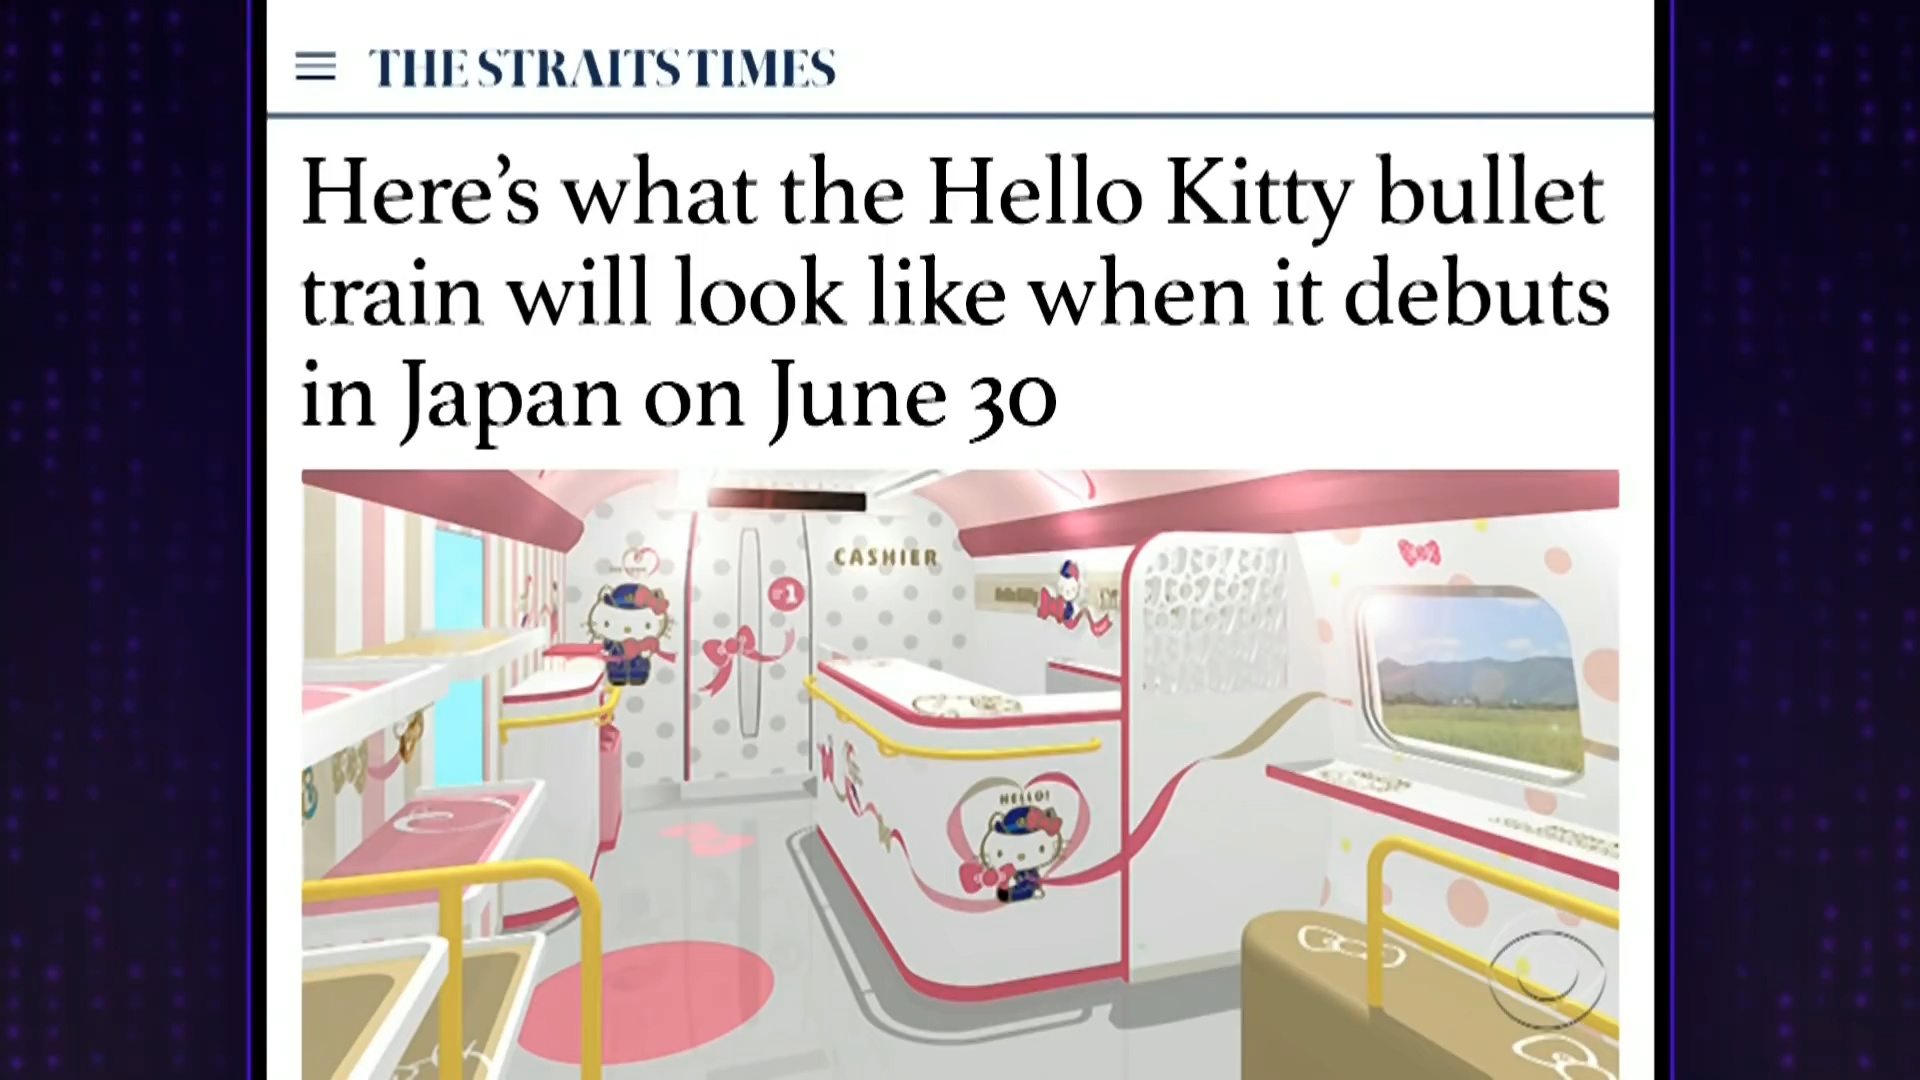 THE STRAITS TIMES
Here's what the Hello Kitty bullet
train will look like when it debuts
in Japan on June 30
CASHIER
#1
HELLO!